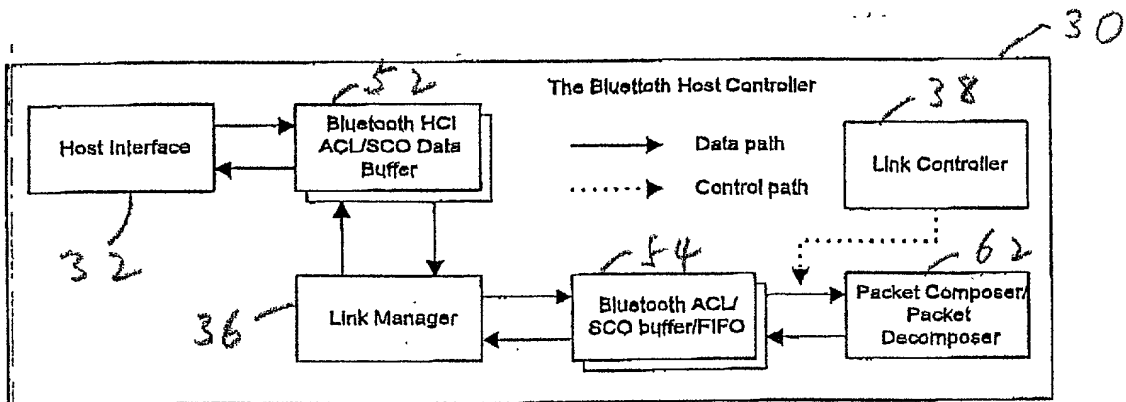 30
52
The Bluettoth Host Controller
38
Host Interface
Bluetooth HCI
ACL/SCO Data
Buffer
Data path
Control path
Link Controller
32
54
62
36
Link Manager
Bluetooth ACL/
SCO buffer/FIFO
Packet Composer/
Packet
Decomposer